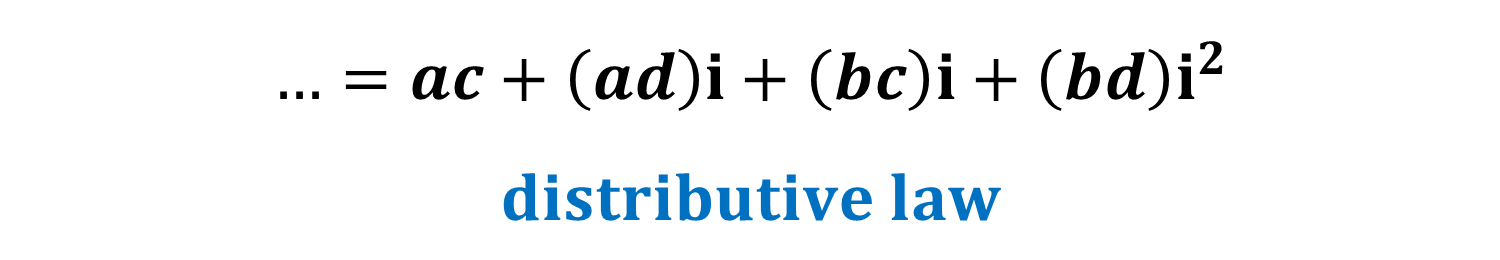 ... = ac + (ad)i + (bc)i + (bd)i²
distributive law